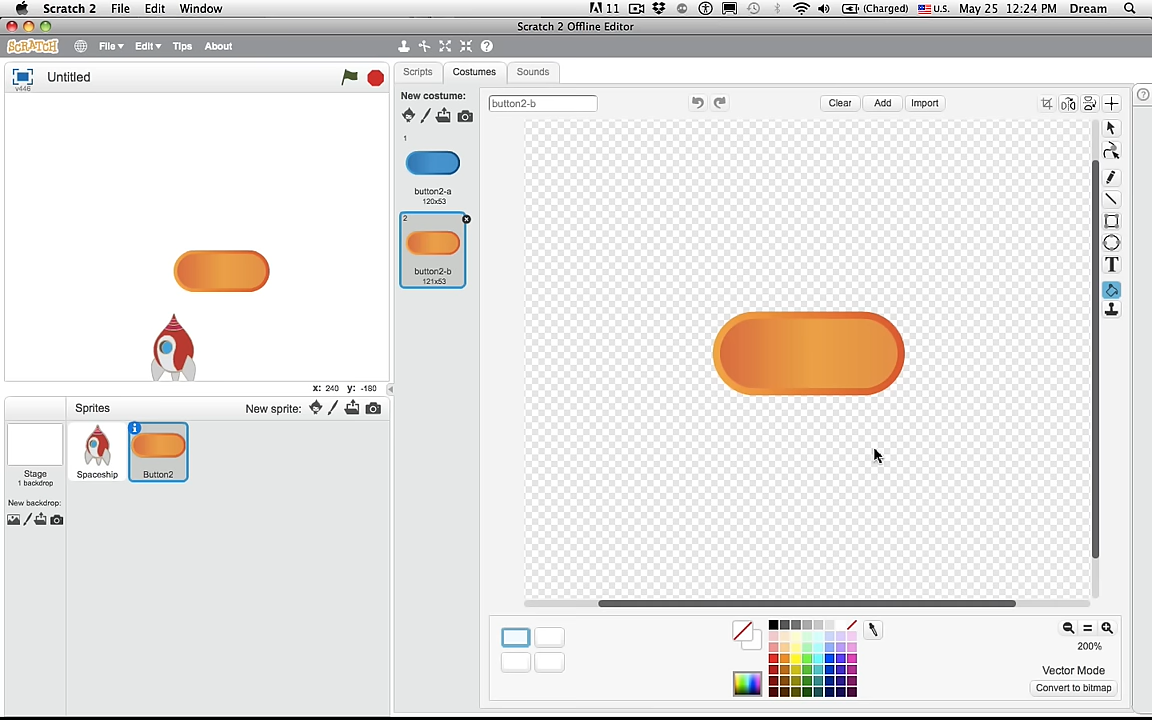 Scratch 2 File Edit Window 11 (Charged) U.S. May 25 12:24 PM Dream
Scratch 2 Offline Editor
SCRATCH File Edit Tips About
Untitled
v446
Scripts Costumes Sounds
New costume:
button2-b
Clear Add Import
1
button2-a
120x53
2
button2-b
121x53
x: 240 y: -180
Sprites New sprite:
Stage
1 backdrop
New backdrop:
Spaceship
Button2
T
200%
Vector Mode
Convert to bitmap